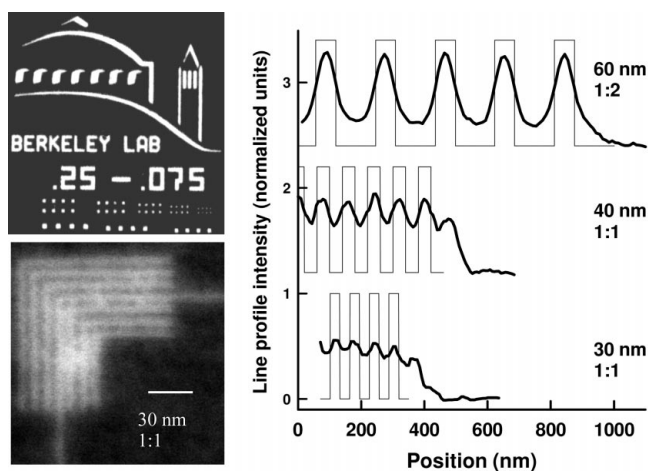 BERKELEY LAB
.25 – .075
30 nm
1:1
Line profile intensity (normalized units)
3
2
1
0
60 nm
1:2
40 nm
1:1
30 nm
1:1
0 200 400 600 800 1000
Position (nm)